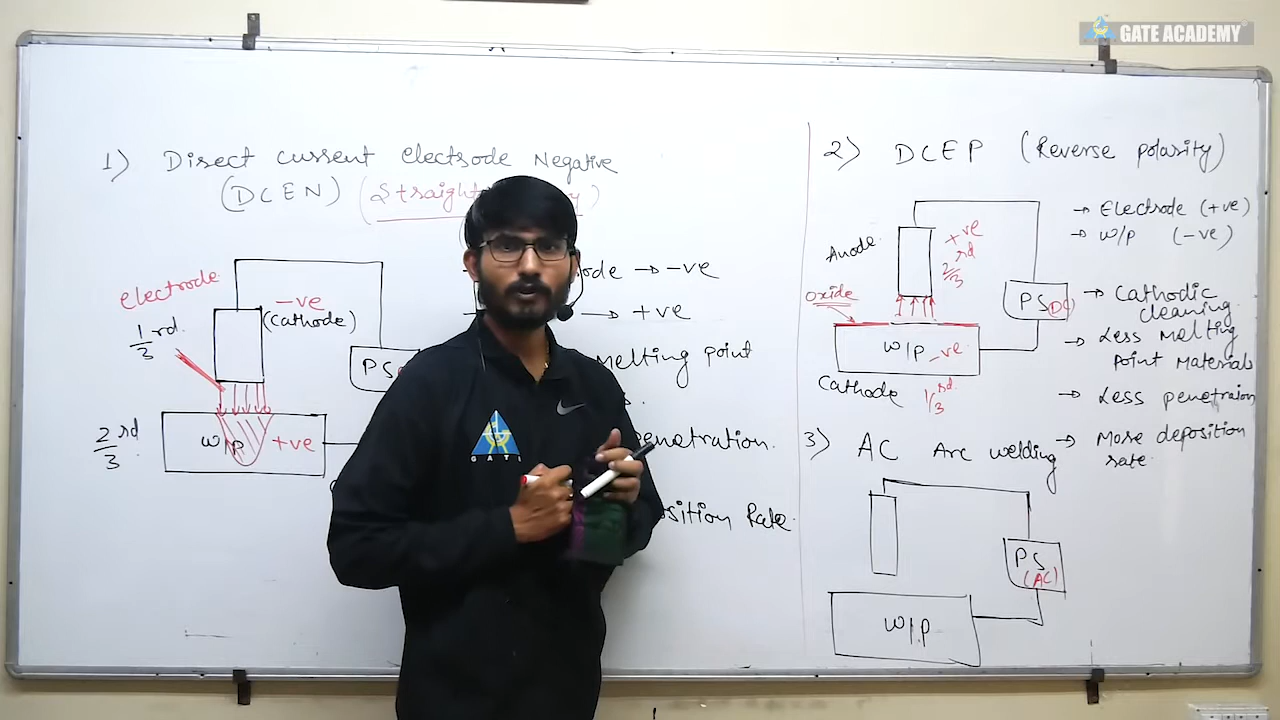 GATE ACADEMY
1) Direct current electrode Negative
(DCEN) (Straight
electrode
1/3 rd.
-ve
(Cathode)
PS
2/3 rd
W/P +ve
→ -ve
→ +ve
melting point
penetration.
Rate.
GATE
2) DCEP (Reverse polarity)
Anode.
+ve
2/3 rd
oxide
PS (DC)
W/P -ve
Cathode 1/3 rd.
→ Electrode (+ve)
→ W/P (-ve)
→ Cathodic
cleaning.
→ Less melting
point Materials
→ Less penetraion
→ More deposition
rate.
3) AC Arc welding
PS
(AC)
W/P